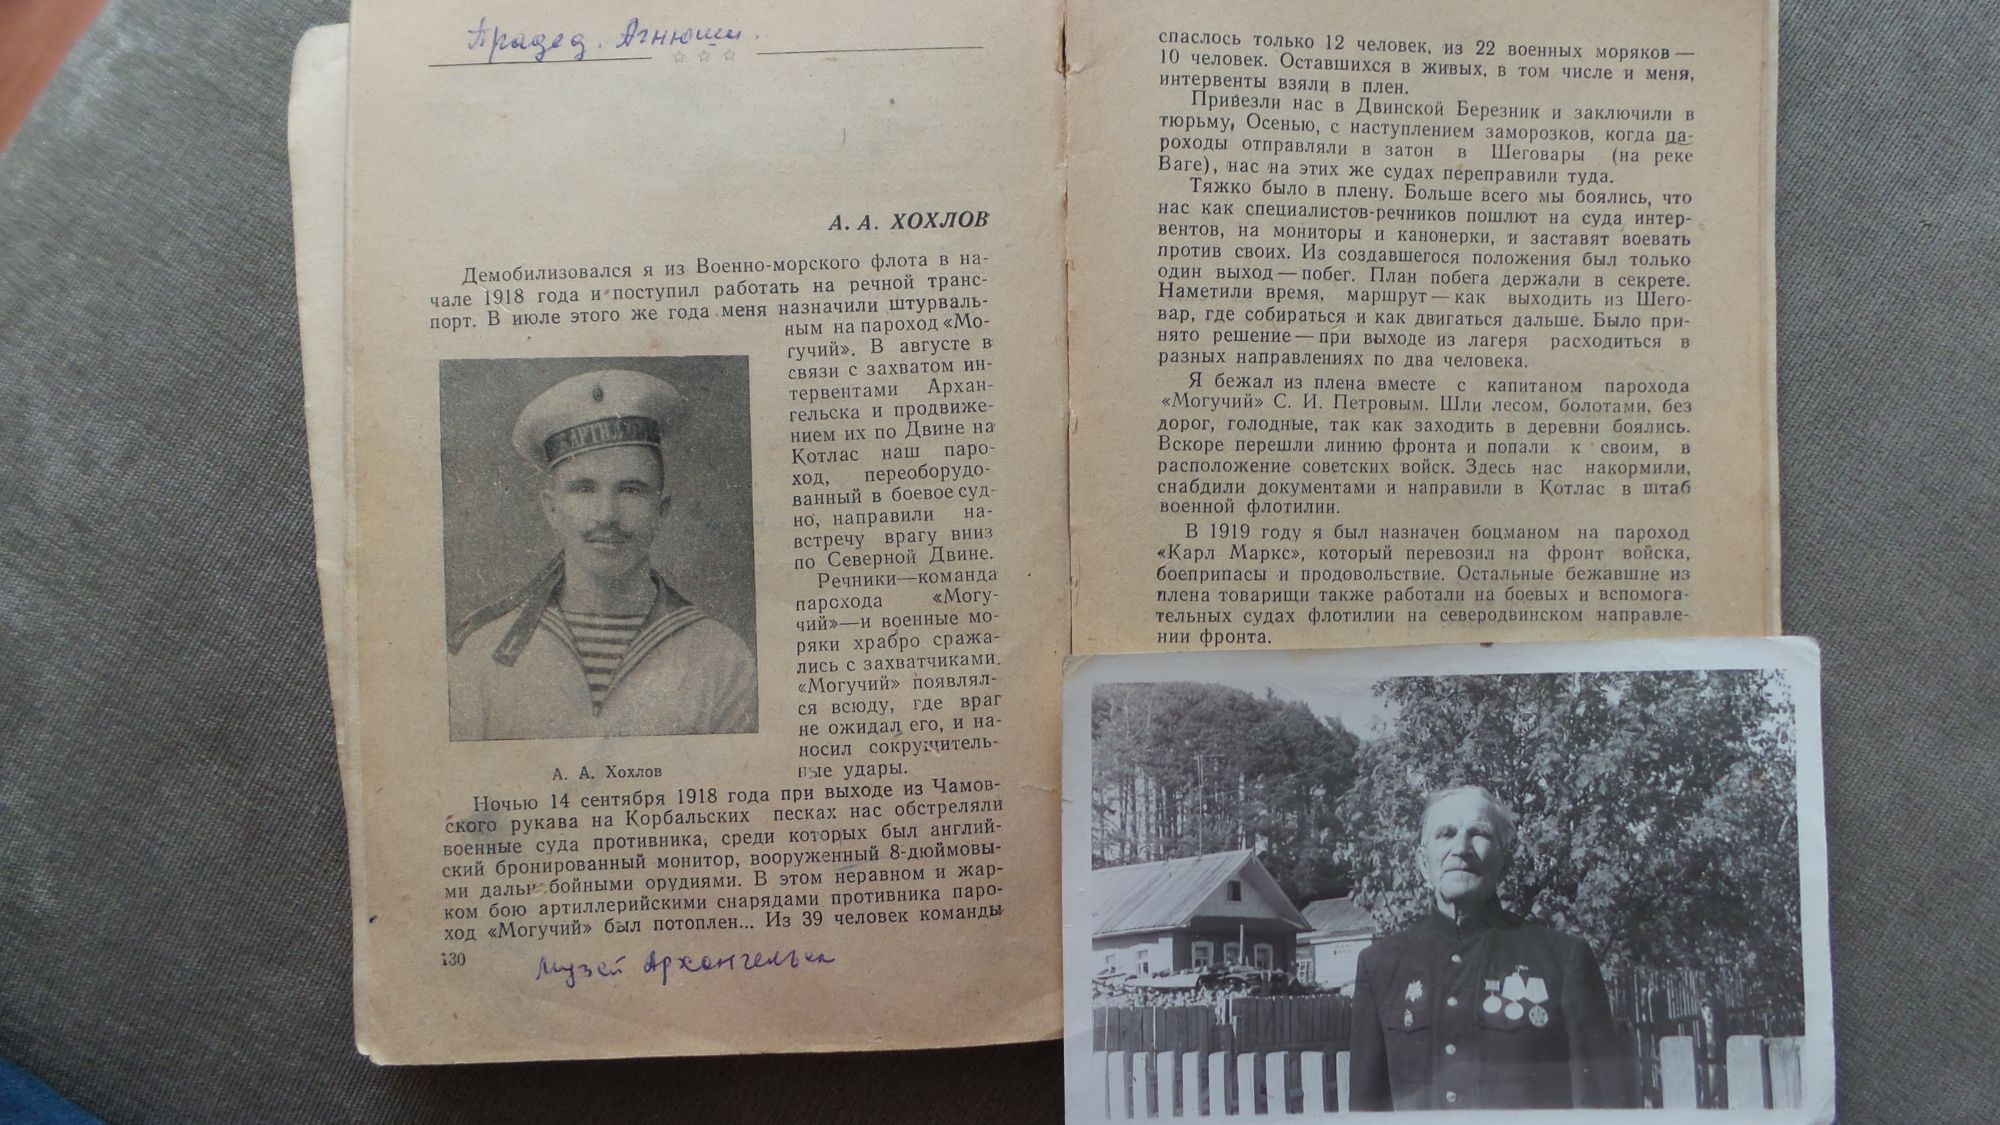 Прадед. Агнюши.
А. А. ХОХЛОВ
Демобилизовался я из Военно-морского флота в на-
чале 1918 года и поступил работать на речной транс-
порт. В июле этого же года меня назначили штурваль-
ным на пароход «Мо-
гучий». В августе в
связи с захватом ин-
тервентами Архан-
гельска и продвиже-
нием их по Двине на
Котлас наш паро-
ход, переоборудо-
ванный в боевое суд-
но, направили на-
встречу врагу вниз
по Северной Двине.
Речники—команда
парохода «Могу-
чий»—и военные мо-
ряки храбро сража-
лись с захватчиками.
«Могучий» появлял-
ся всюду, где враг
не ожидал его, и на-
носил сокрушитель-
ные удары.
А. А. Хохлов
Ночью 14 сентября 1918 года при выходе из Чамов-
ского рукава на Корбальских песках нас обстреляли
военные суда противника, среди которых был англий-
ский бронированный монитор, вооруженный 8-дюймовы-
ми дальнобойными орудиями. В этом неравном и жар-
ком бою артиллерийскими снарядами противника паро-
ход «Могучий» был потоплен... Из 39 человек команды
130
Музей Архангельска
спаслось только 12 человек, из 22 военных моряков —
10 человек. Оставшихся в живых, в том числе и меня,
интервенты взяли в плен.
Привезли нас в Двинской Березник и заключили в
тюрьму. Осенью, с наступлением заморозков, когда па-
роходы отправляли в затон в Шеговары (на реке
Ваге), нас на этих же судах переправили туда.
Тяжко было в плену. Больше всего мы боялись, что
нас как специалистов-речников пошлют на суда интер-
вентов, на мониторы и канонерки, и заставят воевать
против своих. Из создавшегося положения был только
один выход — побег. План побега держали в секрете.
Наметили время, маршрут — как выходить из Шего-
вар, где собираться и как двигаться дальше. Было при-
нято решение — при выходе из лагеря расходиться в
разных направлениях по два человека.
Я бежал из плена вместе с капитаном парохода
«Могучий» С. И. Петровым. Шли лесом, болотами, без
дорог, голодные, так как заходить в деревни боялись.
Вскоре перешли линию фронта и попали к своим, в
расположение советских войск. Здесь нас накормили,
снабдили документами и направили в Котлас в штаб
военной флотилии.
В 1919 году я был назначен боцманом на пароход
«Карл Маркс», который перевозил на фронт войска,
боеприпасы и продовольствие. Остальные бежавшие из
плена товарищи также работали на боевых и вспомога-
тельных судах флотилии на северодвинском направле-
нии фронта.